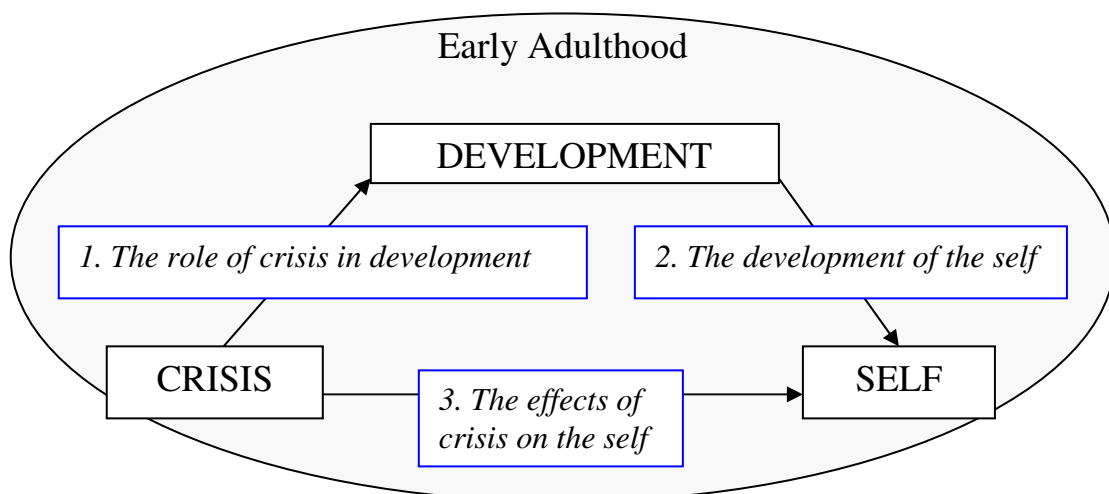 Early Adulthood
DEVELOPMENT
1. The role of crisis in development
2. The development of the self
CRISIS
3. The effects of
crisis on the self
SELF